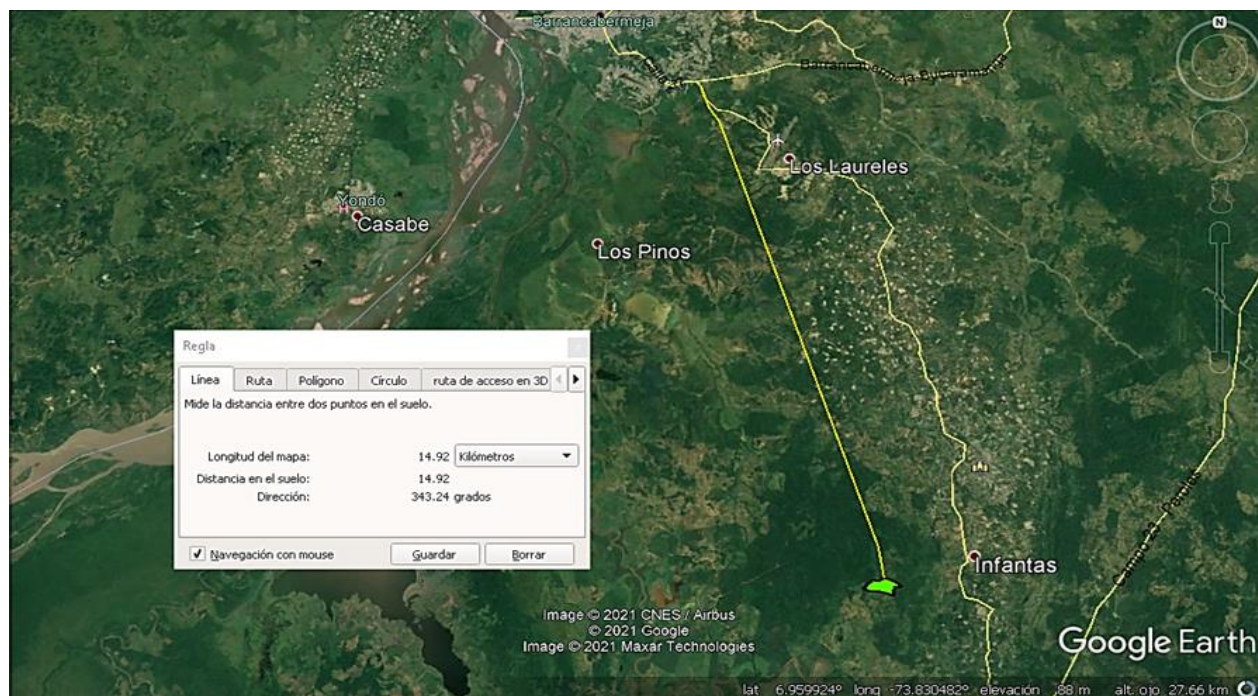 Barrancabermeja
N
Los Laureles
Yondó
Casabe
Los Pinos
Regla
Línea
Ruta
Polígono
Círculo
ruta de acceso en 3D
Mide la distancia entre dos puntos en el suelo.
Longitud del mapa: 14.92 Kilómetros
Distancia en el suelo: 14.92
Dirección: 343.24 grados
Navegación con mouse
Guardar
Borrar
Infantas
Image © 2021 CNES / Airbus
© 2021 Google
Image © 2021 Maxar Technologies
Google Earth
lat 6.959924° long -73.830482° elevación 88 m alt. ojo 27.66 km